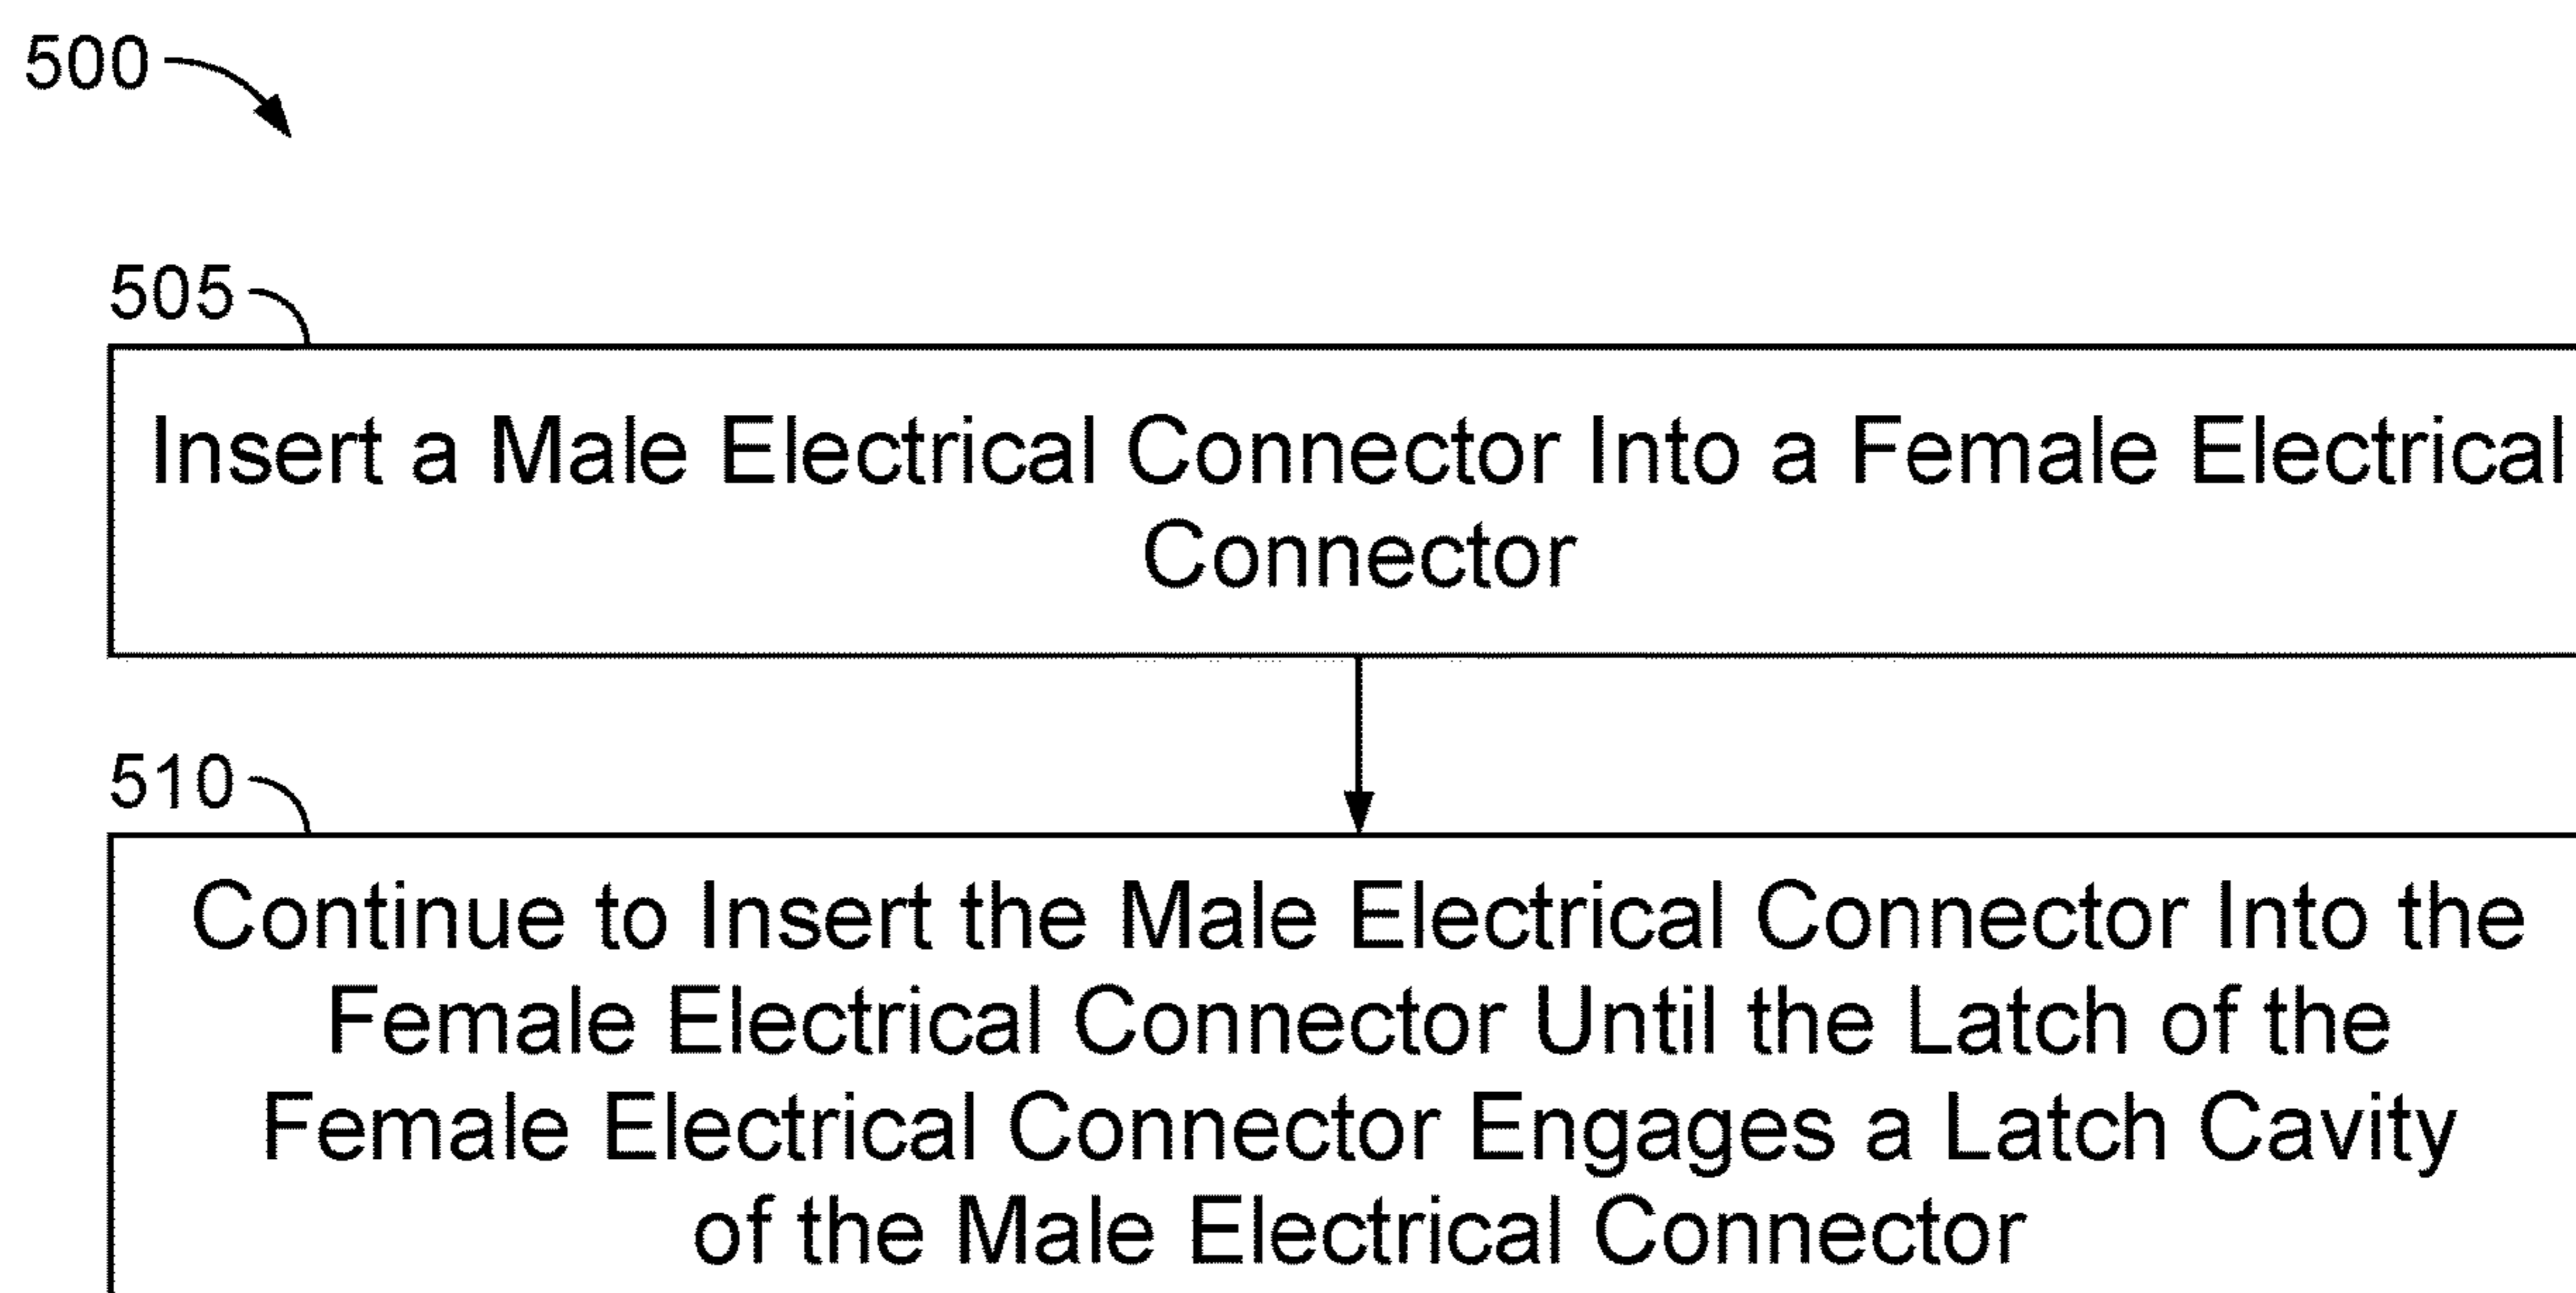 500
505
Insert a Male Electrical Connector Into a Female Electrical
Connector
510
Continue to Insert the Male Electrical Connector Into the
Female Electrical Connector Until the Latch of the
Female Electrical Connector Engages a Latch Cavity
of the Male Electrical Connector